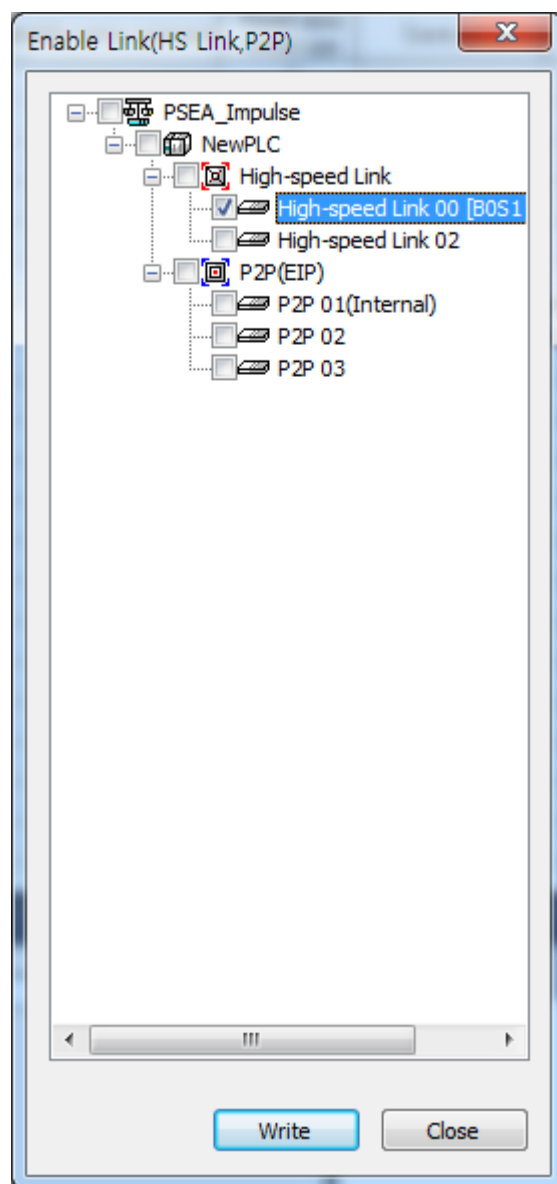 Enable Link(HS Link,P2P)
PSEA_Impulse
NewPLC
High-speed Link
High-speed Link 00 [B0S1
High-speed Link 02
P2P(EIP)
P2P 01(Internal)
P2P 02
P2P 03
Write Close